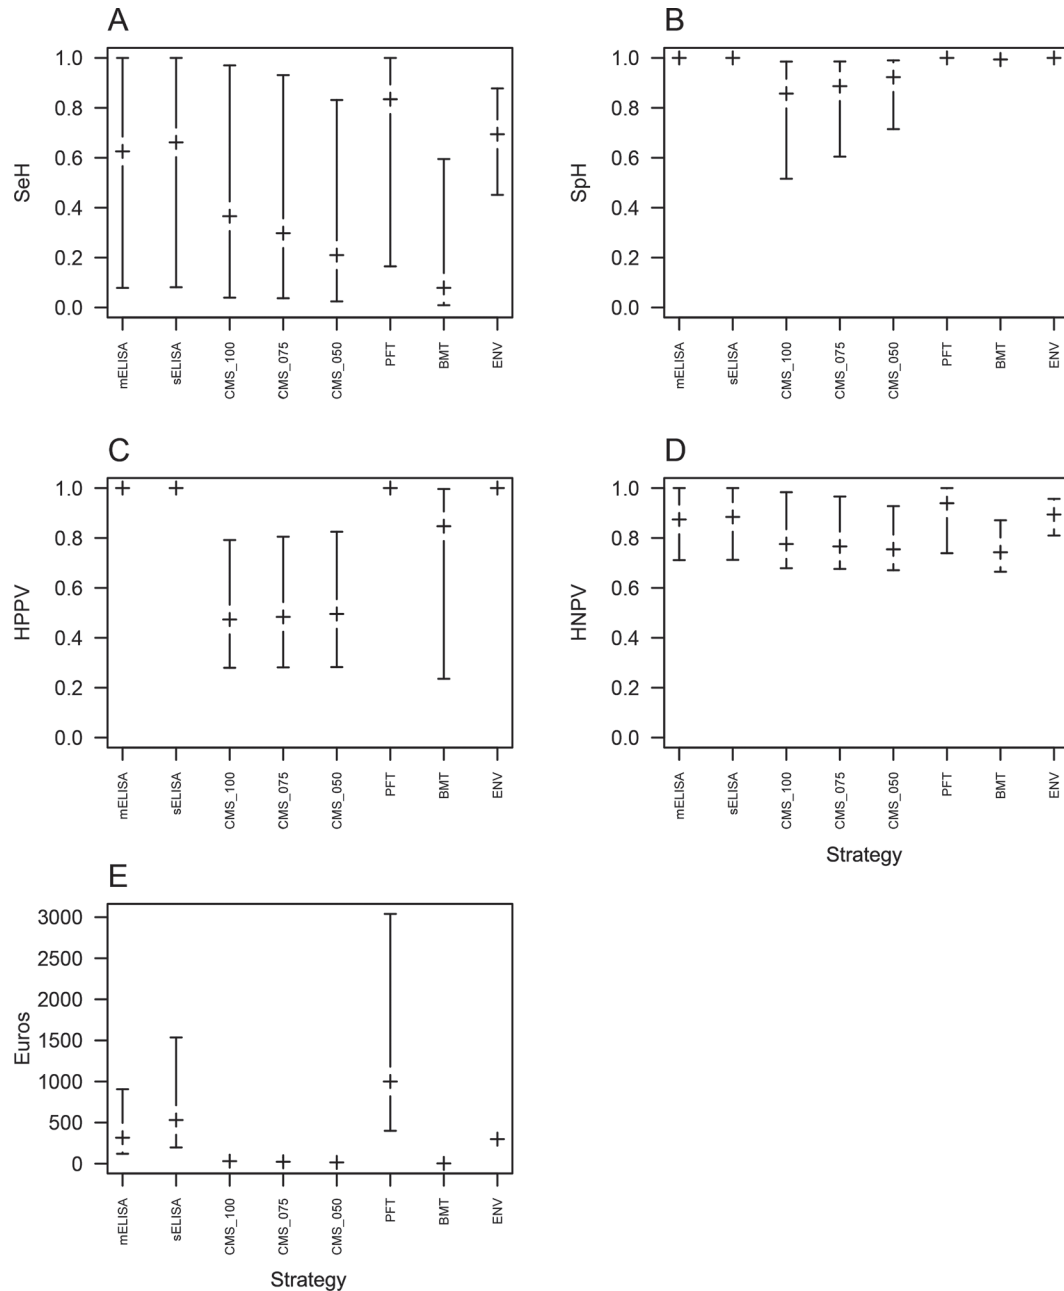 A
SeH
1.0
0.8
0.6
0.4
0.2
0.0
mELISA
sELISA
CMS_100
CMS_075
CMS_050
PFT
BMT
ENV
B
SpH
1.0
0.8
0.6
0.4
0.2
0.0
mELISA
sELISA
CMS_100
CMS_075
CMS_050
PFT
BMT
ENV
C
HPPV
1.0
0.8
0.6
0.4
0.2
0.0
mELISA
sELISA
CMS_100
CMS_075
CMS_050
PFT
BMT
ENV
D
HNPV
1.0
0.8
0.6
0.4
0.2
0.0
mELISA
sELISA
CMS_100
CMS_075
CMS_050
PFT
BMT
ENV
Strategy
E
Euros
3000
2500
2000
1500
1000
500
0
mELISA
sELISA
CMS_100
CMS_075
CMS_050
PFT
BMT
ENV
Strategy